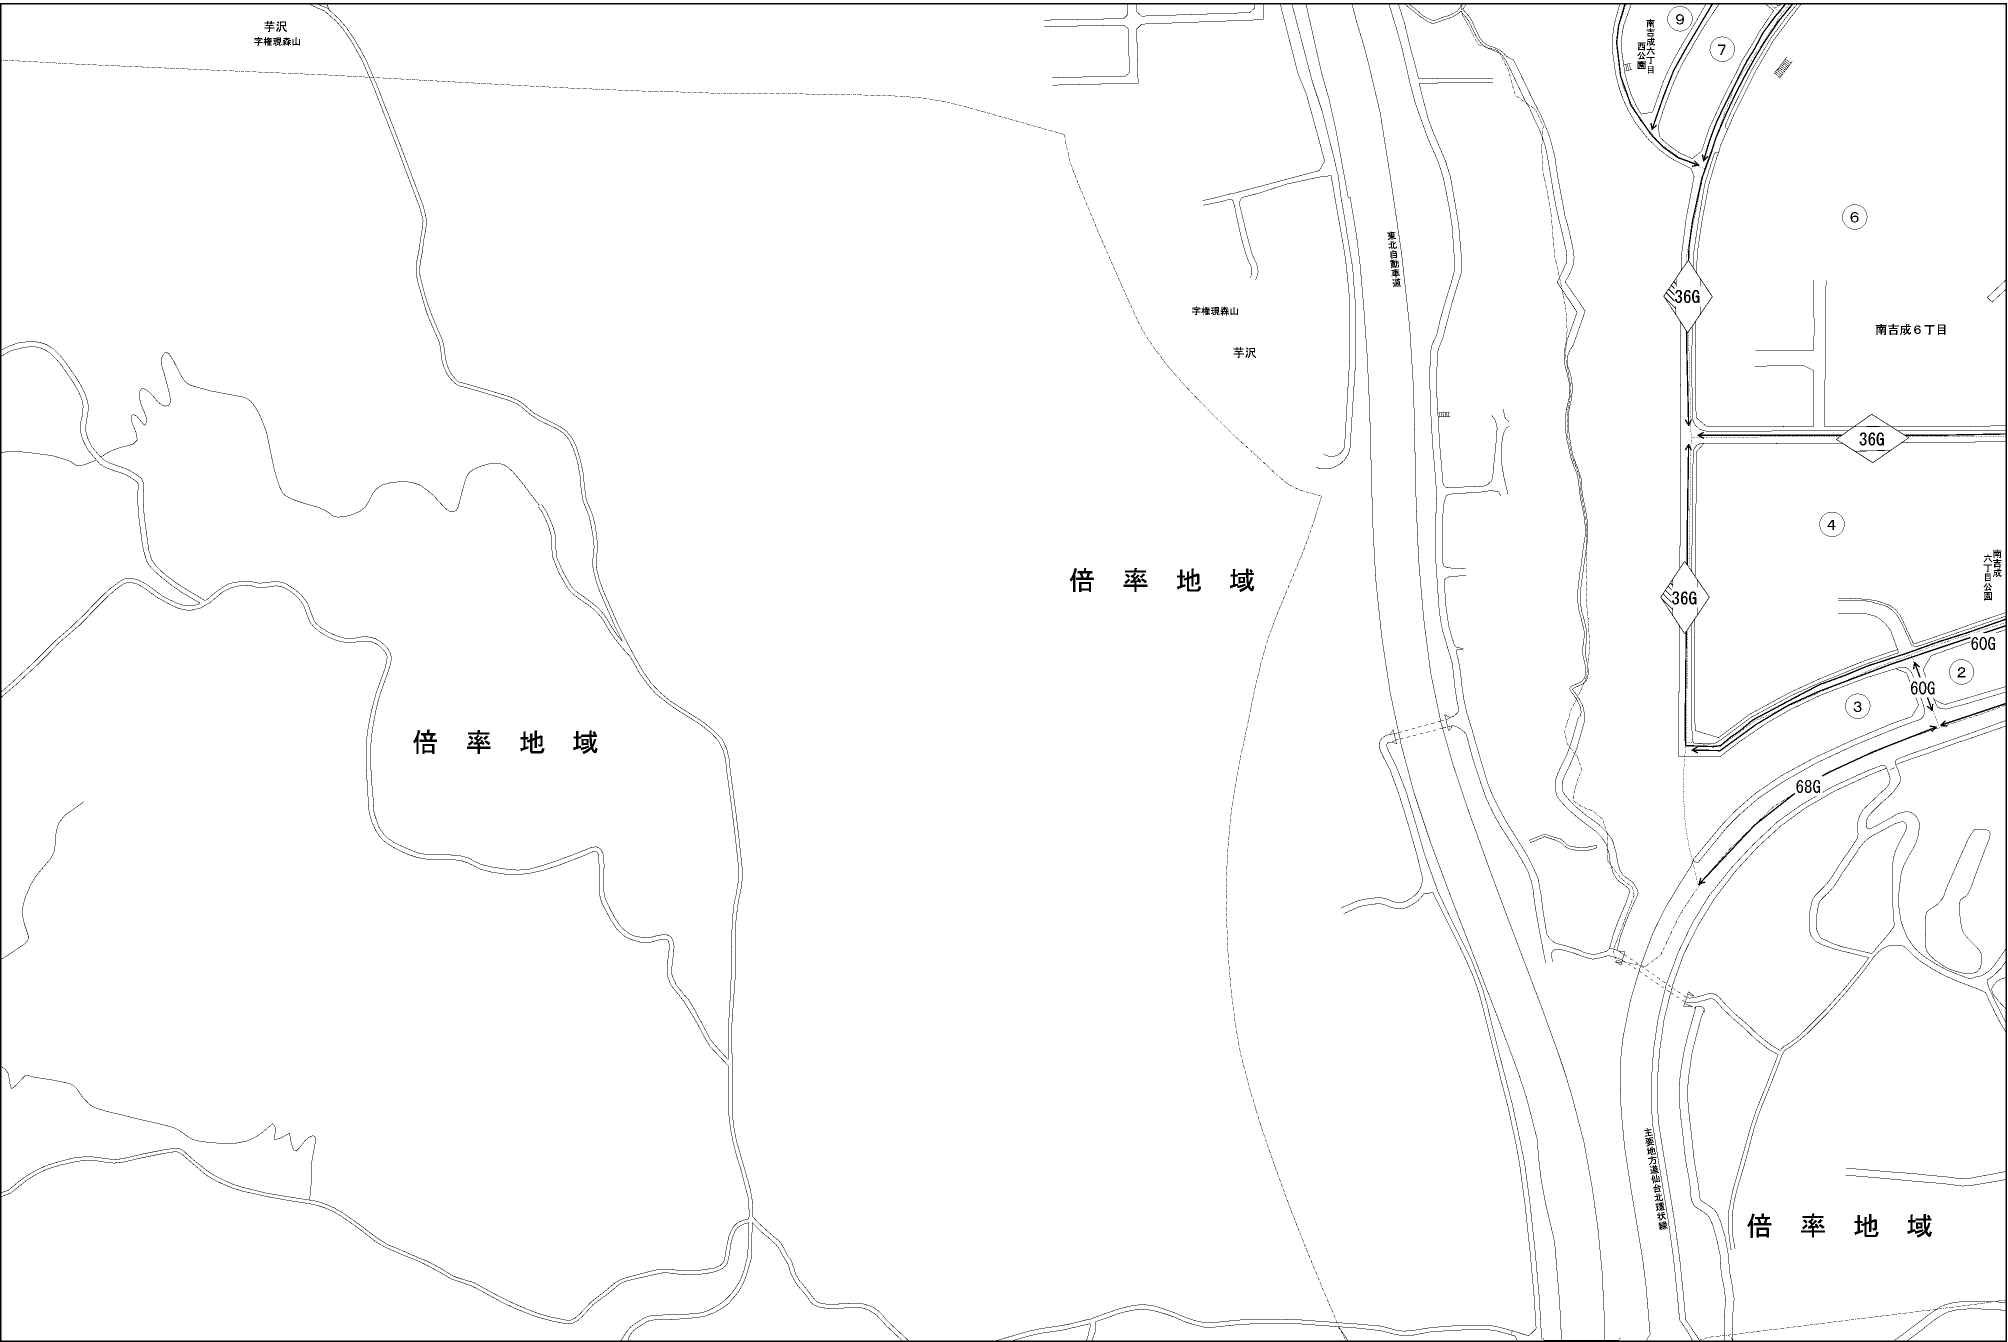 芋沢
字権現森山
⑨
南吉成六丁目
西公園
⑦
⑥
東北自動車道
36G
字権現森山
芋沢
南吉成6丁目
36G
④
南吉成
六丁目公園
倍率地域
36G
60G
②
60G
③
倍率地域
68G
主要地方道仙台北環状線
倍率地域